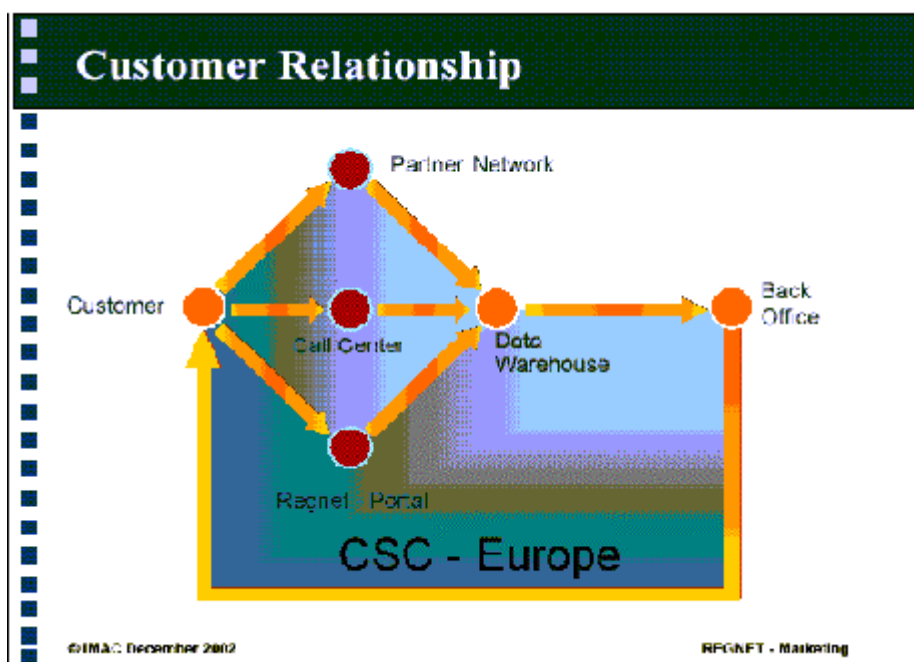 Customer Relationship
Partner Network
Customer
Call Center
Data
Warehouse
Back
Office
Regnet - Portal
CSC - Europe
© IMAC December 2002
REGNET - Marketing